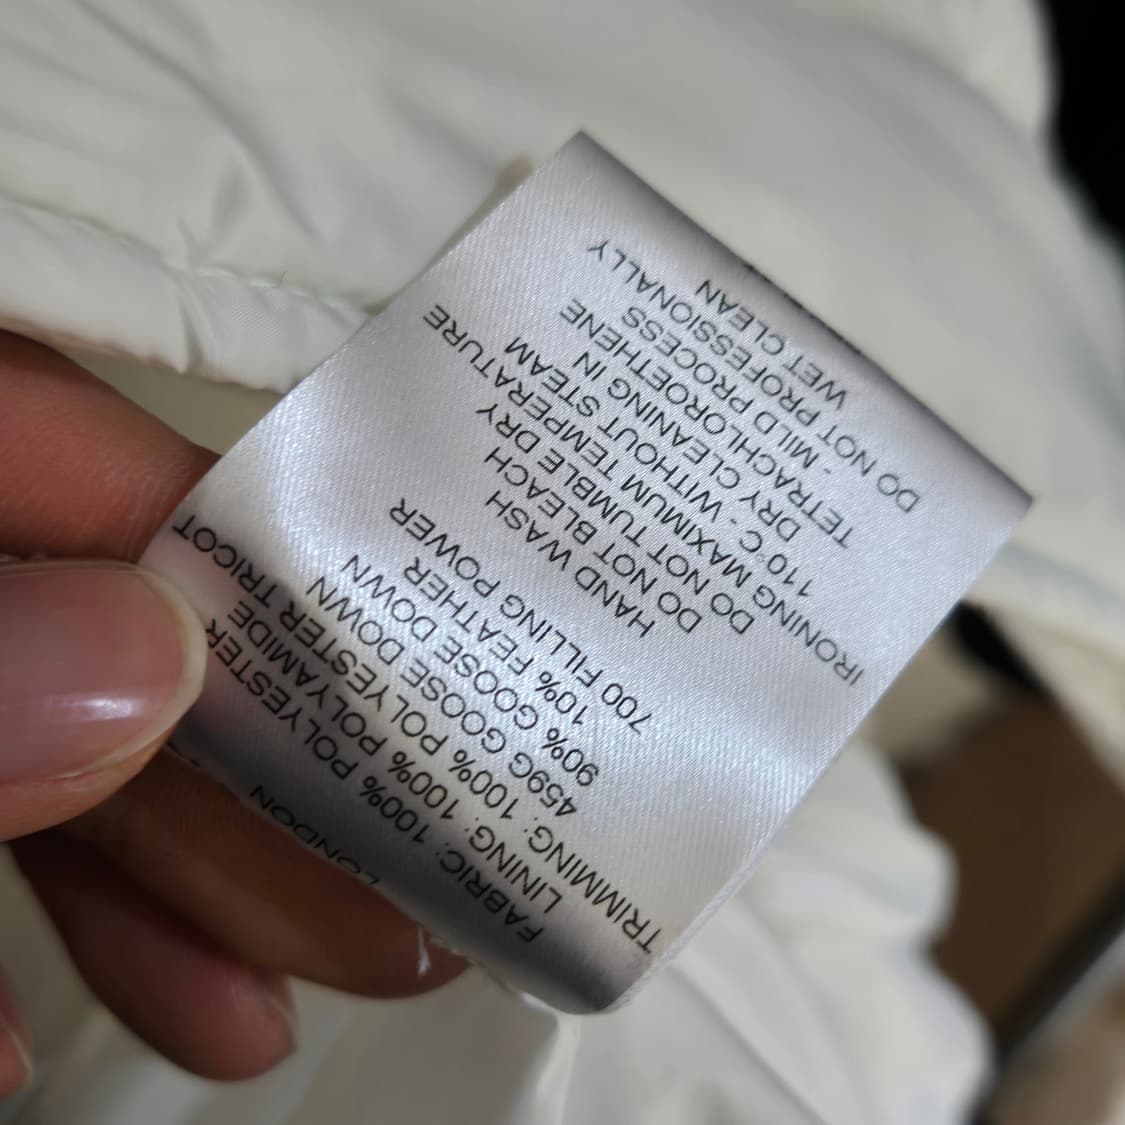 LONDON
FABRIC: 100% POLYESTER
LINING: 100% POLYAMIDE
TRIMMING: 100% POLYESTER TRICOT
459G GOOSE DOWN
90% GOOSE DOWN
10% FEATHER
700 FILLING POWER
HAND WASH
DO NOT BLEACH
DO NOT TUMBLE DRY
IRONING MAXIMUM TEMPERATURE
110°C - WITHOUT STEAM
DRY CLEANING IN
TETRACHLOROETHENE
- MILD PROCESS
DO NOT PROFESSIONALLY
WET CLEAN